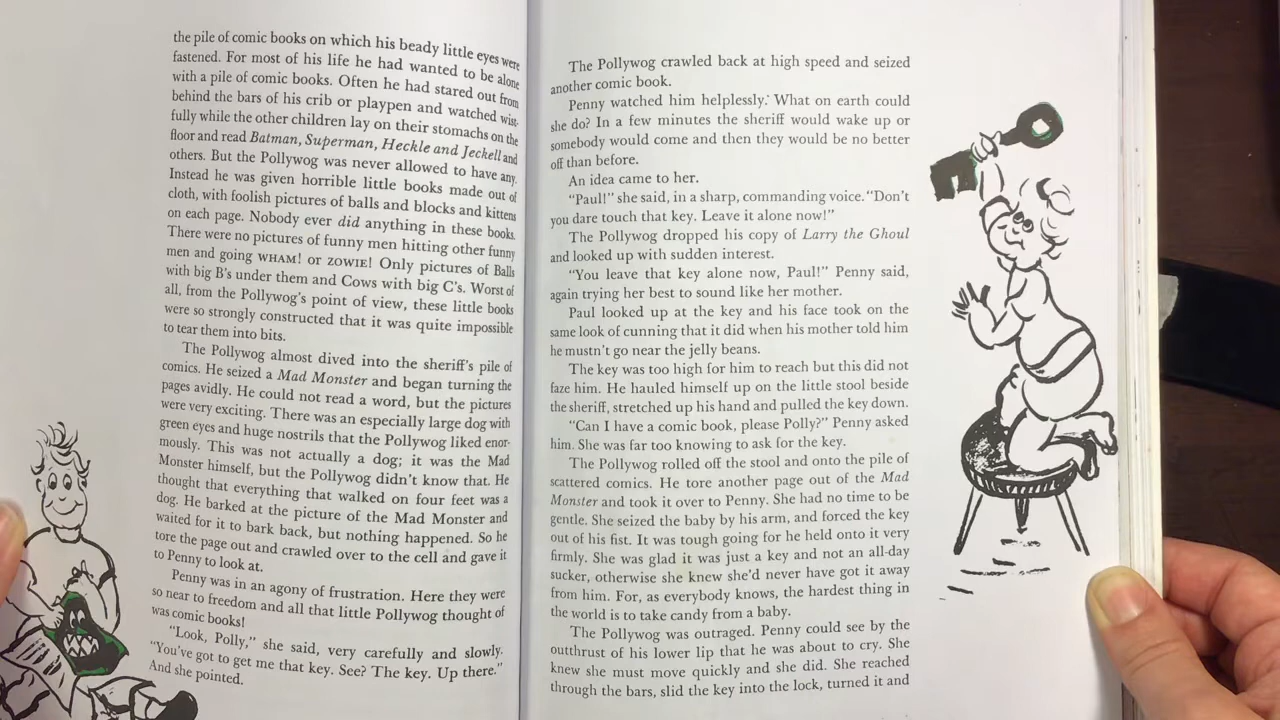 the pile of comic books on which his beady little eyes were
fastened. For most of his life he had wanted to be alone
with a pile of comic books. Often he had stared out from
behind the bars of his crib or playpen and watched wist-
fully while the other children lay on their stomachs on the
floor and read Batman, Superman, Heckle and Jeckell and
others. But the Pollywog was never allowed to have any.
Instead he was given horrible little books made out of
cloth, with foolish pictures of balls and blocks and kittens
on each page. Nobody ever did anything in these books.
There were no pictures of funny men hitting other funny
men and going WHAM! or ZOWIE! Only pictures of Balls
with big B's under them and Cows with big C's. Worst of
all, from the Pollywog's point of view, these little books
were so strongly constructed that it was quite impossible
to tear them into bits.
The Pollywog almost dived into the sheriff's pile of
comics. He seized a Mad Monster and began turning the
pages avidly. He could not read a word, but the pictures
were very exciting. There was an especially large dog with
green eyes and huge nostrils that the Pollywog liked enor-
mously. This was not actually a dog; it was the Mad
Monster himself, but the Pollywog didn't know that. He
thought that everything that walked on four feet was a
dog. He barked at the picture of the Mad Monster and
waited for it to bark back, but nothing happened. So he
tore the page out and crawled over to the cell and gave it
to Penny to look at.
Penny was in an agony of frustration. Here they were
so near to freedom and all that little Pollywog thought of
was comic books!
"Look, Polly," she said, very carefully and slowly.
"You've got to get me that key. See? The key. Up there."
And she pointed.
The Pollywog crawled back at high speed and seized
another comic book.
Penny watched him helplessly. What on earth could
she do? In a few minutes the sheriff would wake up or
somebody would come and then they would be no better
off than before.
An idea came to her.
"Paul!" she said, in a sharp, commanding voice. "Don't
you dare touch that key. Leave it alone now!"
The Pollywog dropped his copy of Larry the Ghoul
and looked up with sudden interest.
"You leave that key alone now, Paul!" Penny said,
again trying her best to sound like her mother.
Paul looked up at the key and his face took on the
same look of cunning that it did when his mother told him
he mustn't go near the jelly beans.
The key was too high for him to reach but this did not
faze him. He hauled himself up on the little stool beside
the sheriff, stretched up his hand and pulled the key down.
"Can I have a comic book, please Polly?" Penny asked
him. She was far too knowing to ask for the key.
The Pollywog rolled off the stool and onto the pile of
scattered comics. He tore another page out of the Mad
Monster and took it over to Penny. She had no time to be
gentle. She seized the baby by his arm, and forced the key
out of his fist. It was tough going for he held onto it very
firmly. She was glad it was just a key and not an all-day
sucker, otherwise she knew she'd never have got it away
from him. For, as everybody knows, the hardest thing in
the world is to take candy from a baby.
The Pollywog was outraged. Penny could see by the
outthrust of his lower lip that he was about to cry. She
knew she must move quickly and she did. She reached
through the bars, slid the key into the lock, turned it and